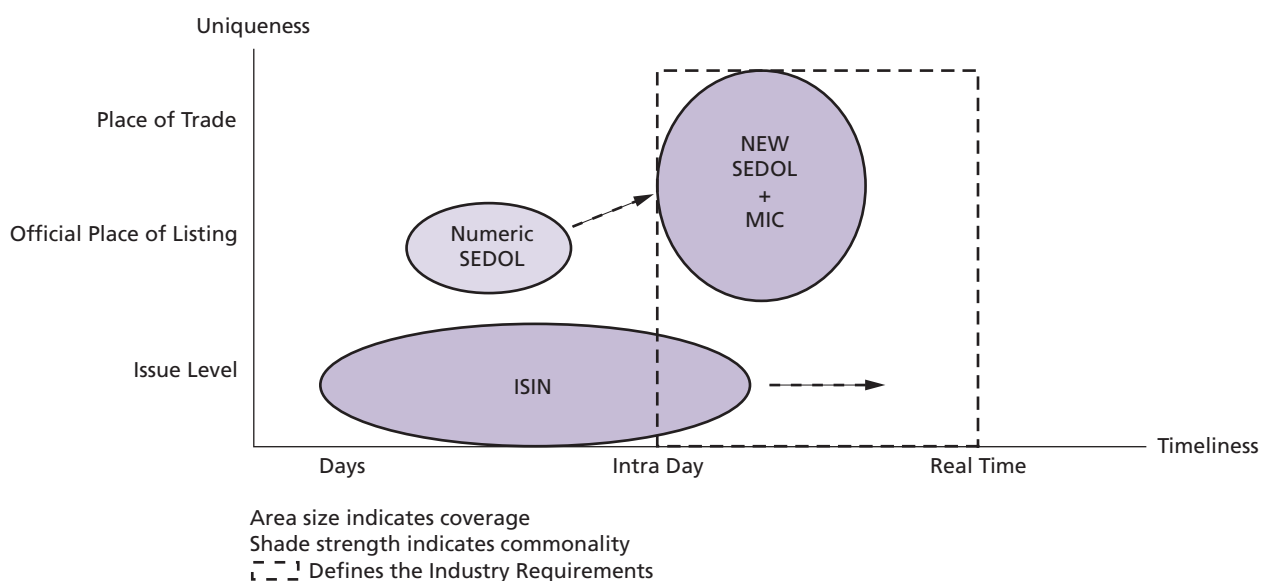 Uniqueness
Place of Trade
NEW
SEDOL
+
MIC
Official Place of Listing
Numeric
SEDOL
Issue Level
ISIN
Timeliness
Days
Intra Day
Real Time
Area size indicates coverage
Shade strength indicates commonality
Defines the Industry Requirements